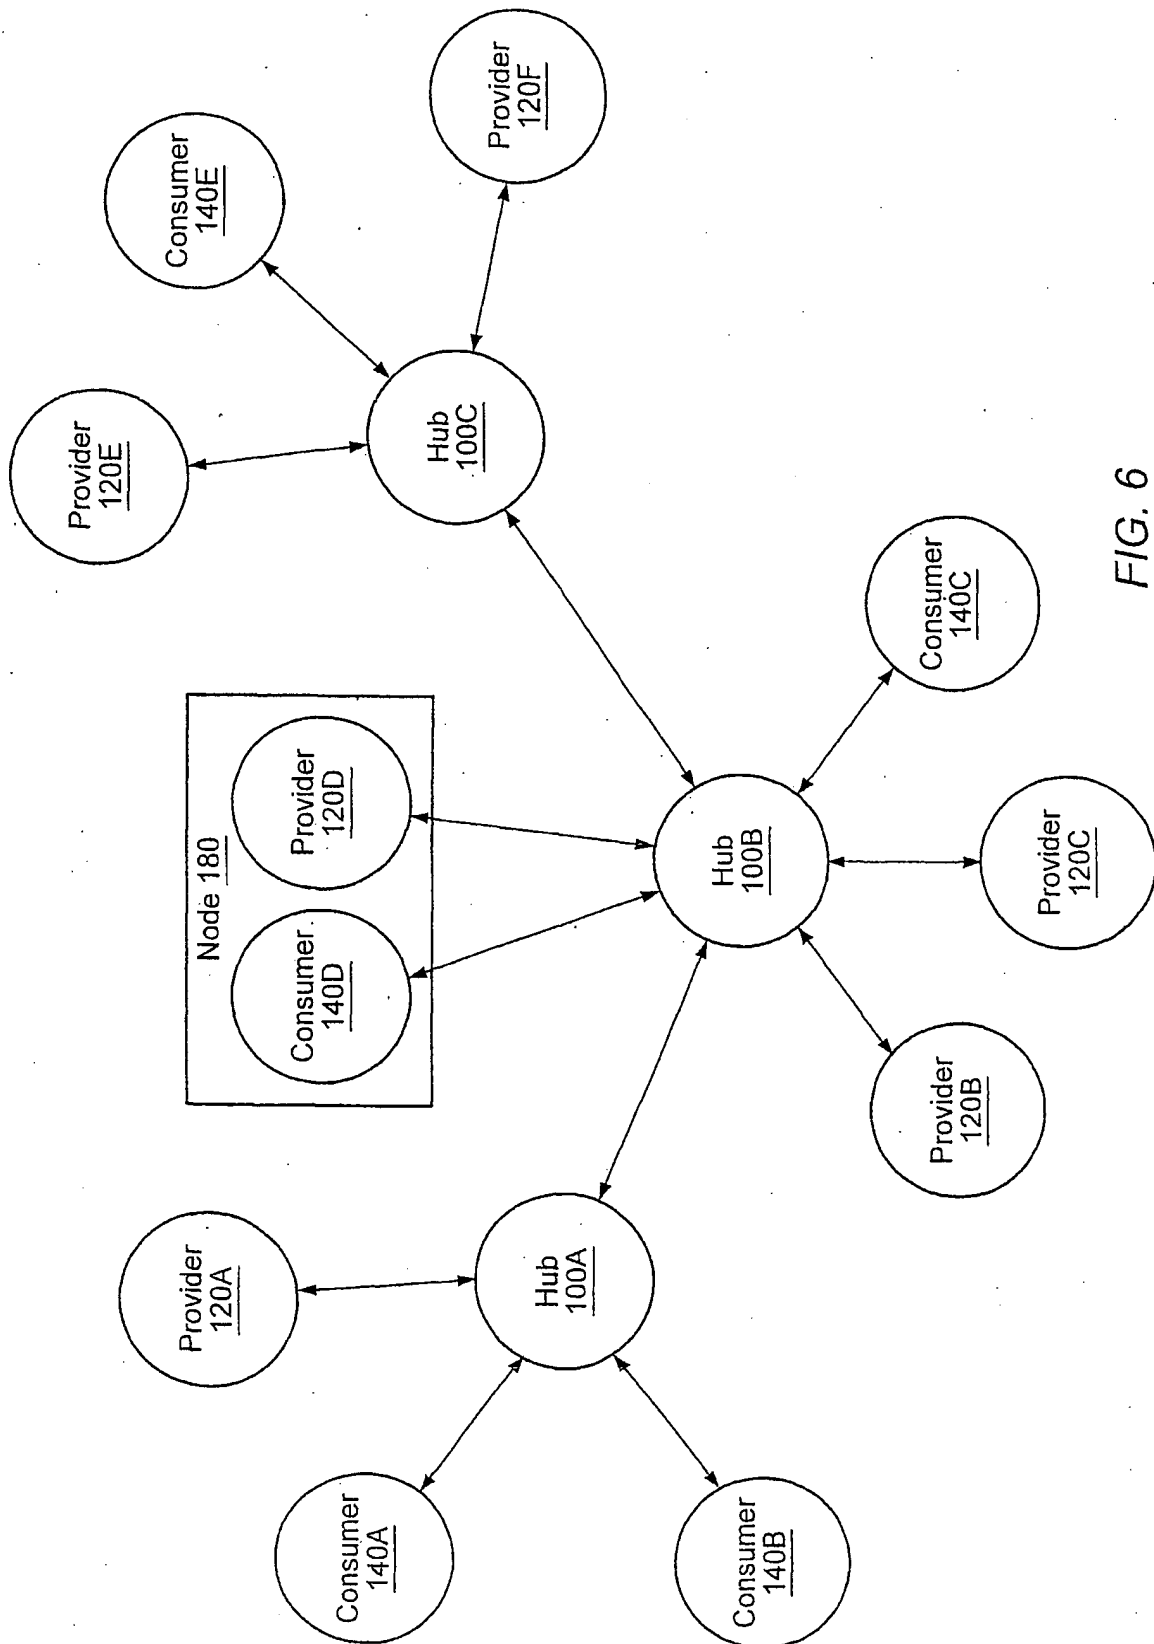 Provider
120A
Consumer
140A
Hub
100A
Consumer
140B
Node 180
Consumer
140D
Provider
120D
Hub
100B
Provider
120B
Provider
120C
Consumer
140C
Provider
120E
Consumer
140E
Hub
100C
Provider
120F
FIG. 6